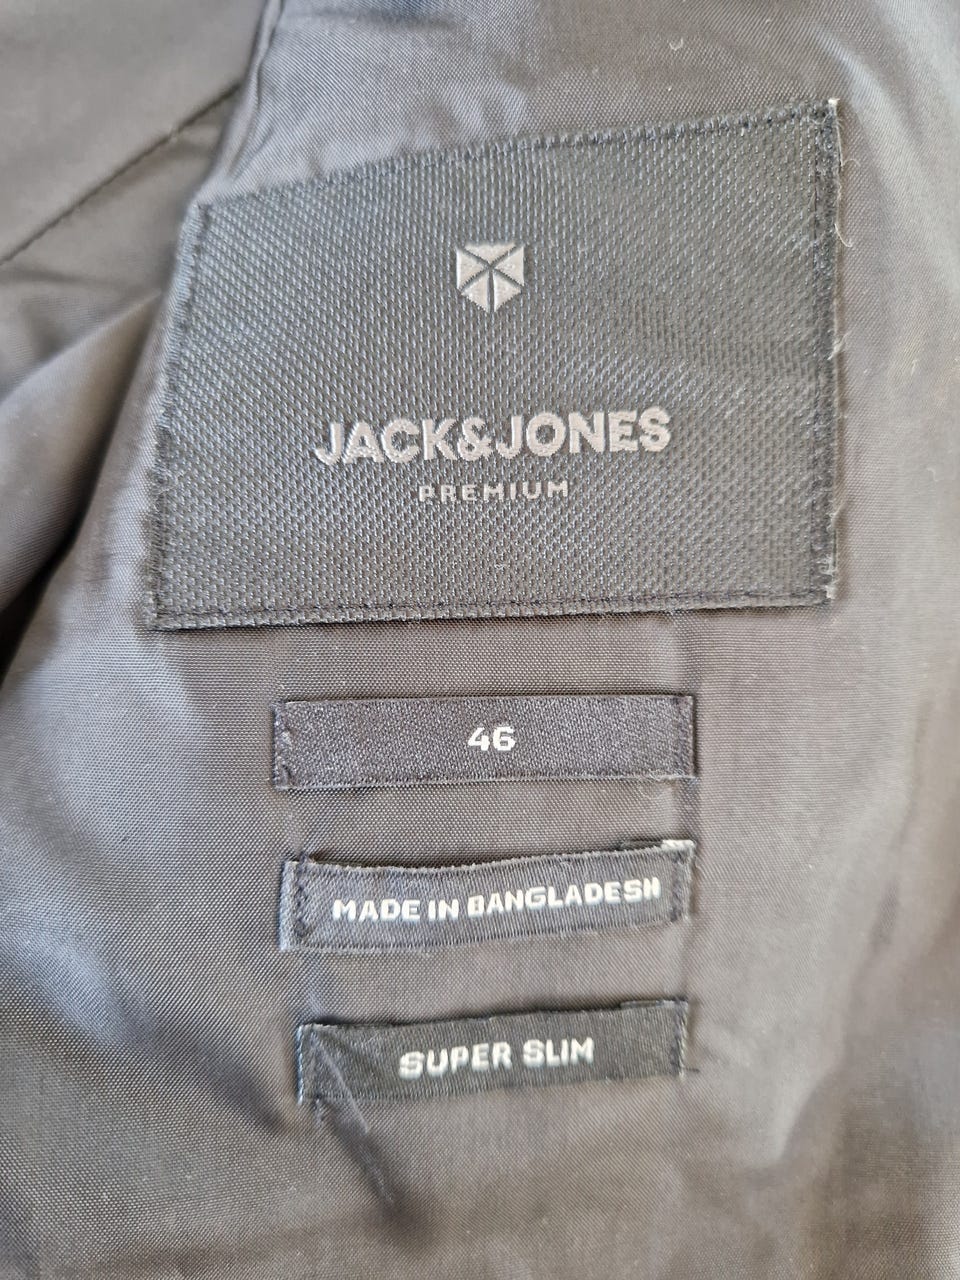 JACK&JONES
PREMIUM
46
MADE IN BANGLADESH
SUPER SLIM